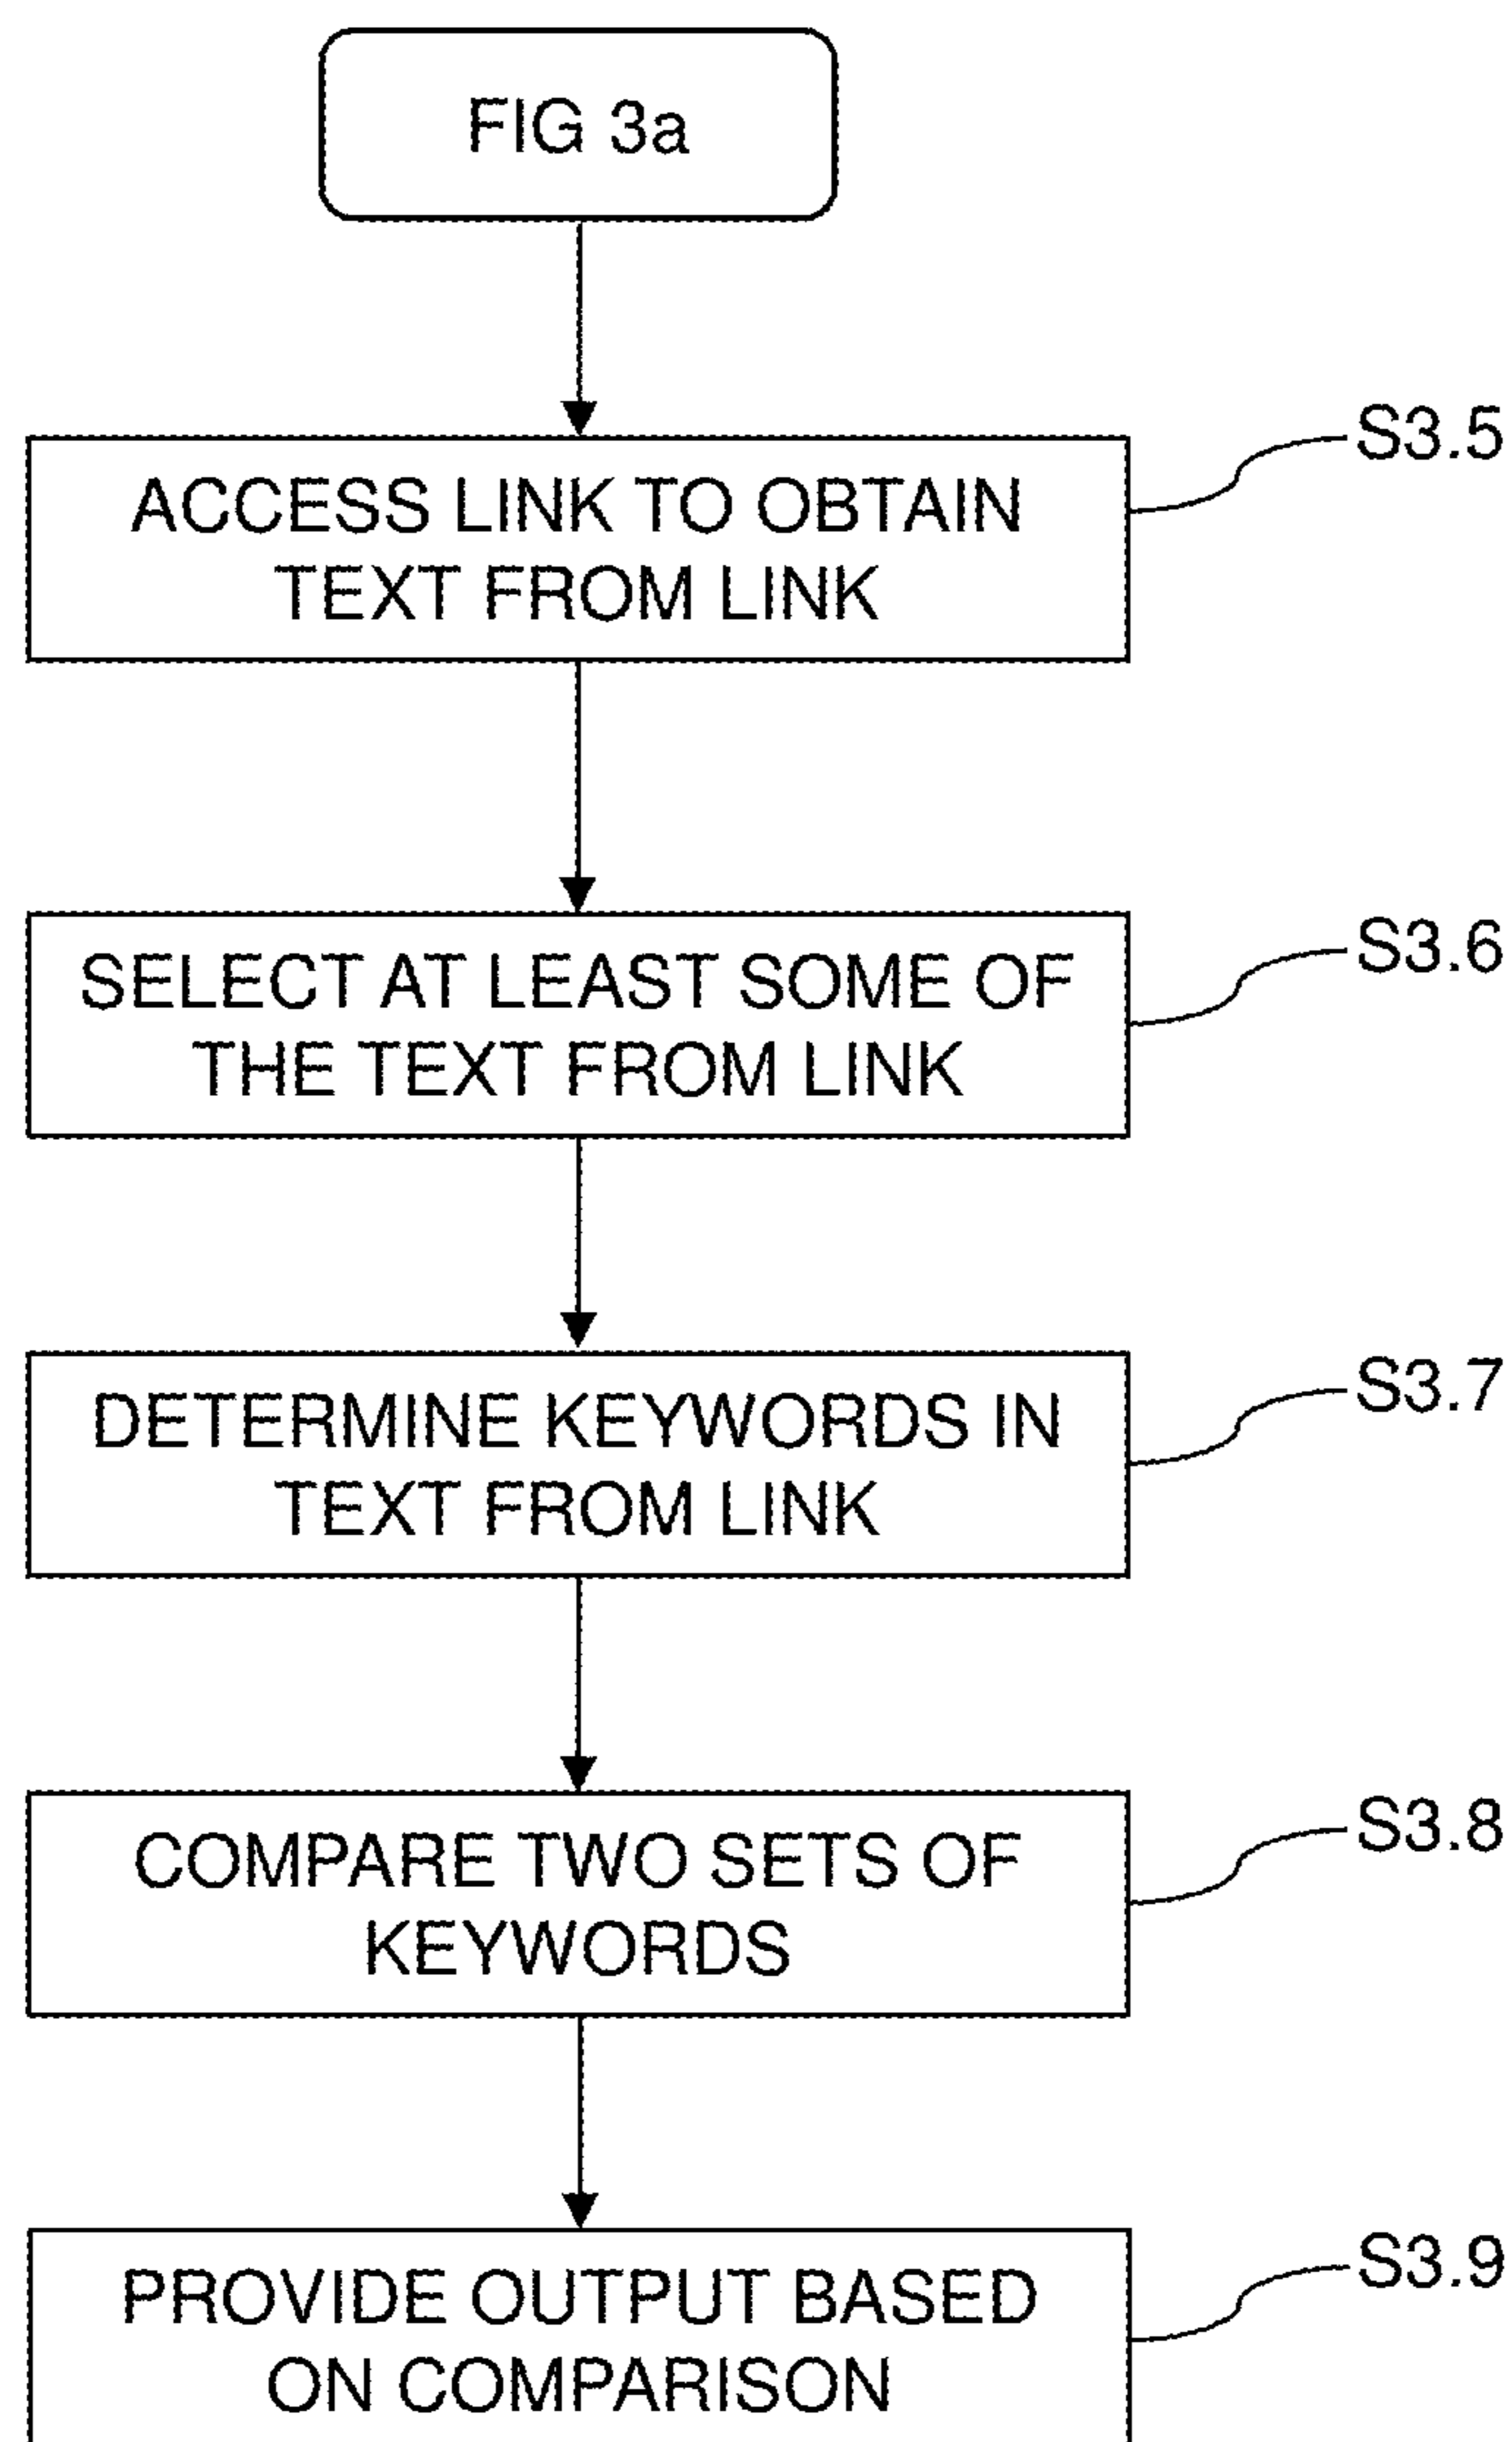 FIG 3a
S3.5
ACCESS LINK TO OBTAIN
TEXT FROM LINK
S3.6
SELECT AT LEAST SOME OF
THE TEXT FROM LINK
S3.7
DETERMINE KEYWORDS IN
TEXT FROM LINK
S3.8
COMPARE TWO SETS OF
KEYWORDS
S3.9
PROVIDE OUTPUT BASED
ON COMPARISON